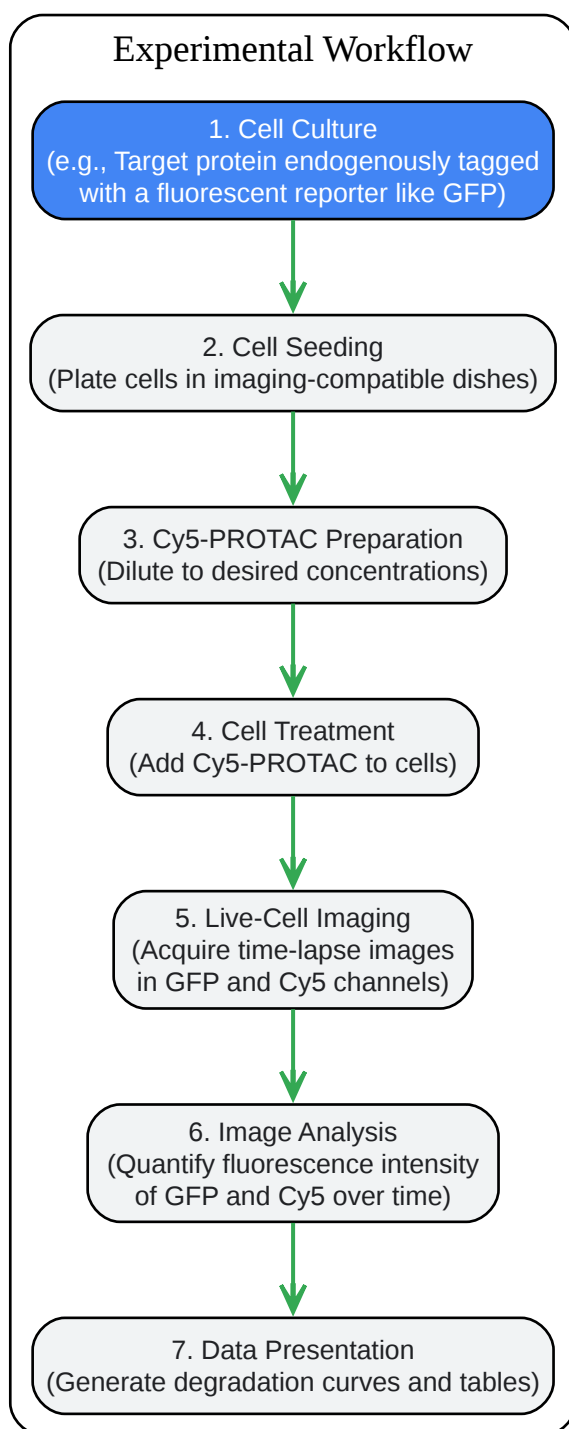 Experimental Workflow
1. Cell Culture
(e.g., Target protein endogenously tagged
with a fluorescent reporter like GFP)
2. Cell Seeding
(Plate cells in imaging-compatible dishes)
3. Cy5-PROTAC Preparation
(Dilute to desired concentrations)
4. Cell Treatment
(Add Cy5-PROTAC to cells)
5. Live-Cell Imaging
(Acquire time-lapse images
in GFP and Cy5 channels)
6. Image Analysis
(Quantify fluorescence intensity
of GFP and Cy5 over time)
7. Data Presentation
(Generate degradation curves and tables)